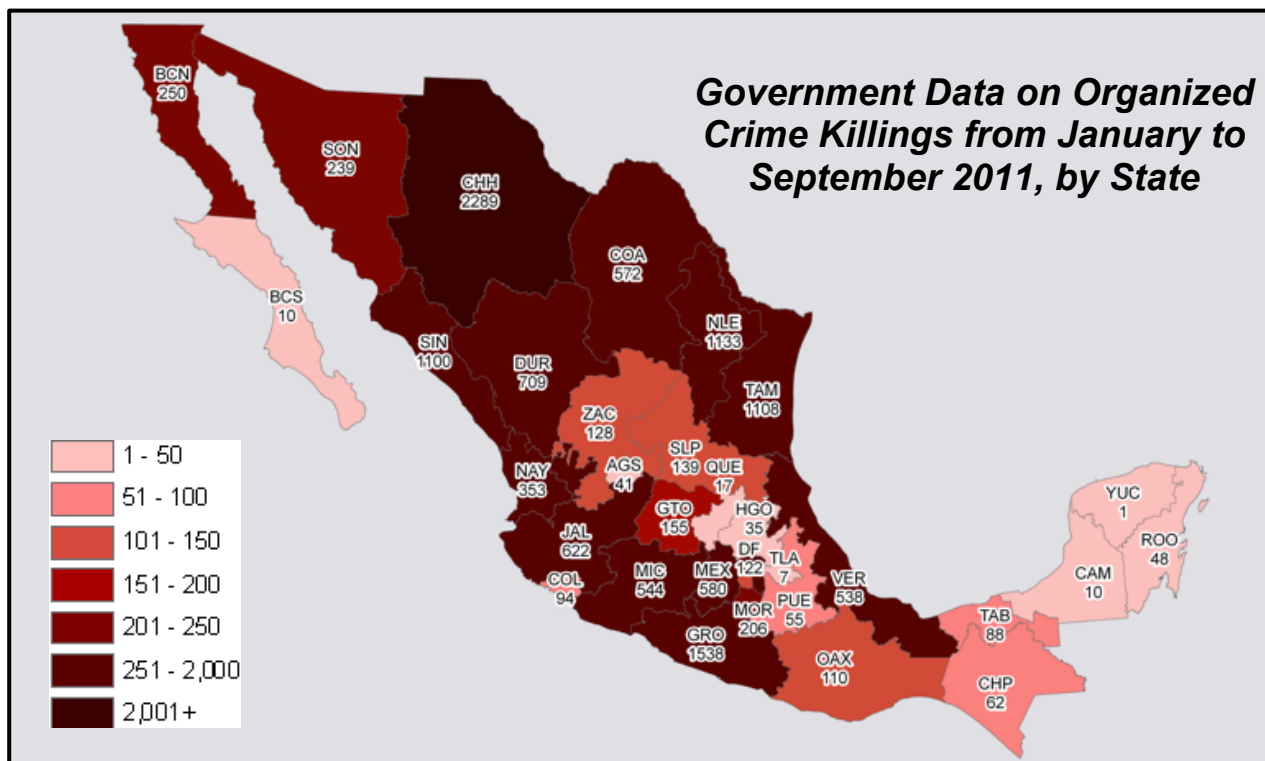 Government Data on Organized
Crime Killings from January to
September 2011, by State
BCN
250
SON
239
CHH
2289
COA
572
BCS
10
NLE
1133
SIN
1100
DUR
709
TAM
1108
ZAC
128
SLP
139
QUE
17
AGS
41
NAY
353
GTO
155
HGO
35
JAL
622
DF
122
TLA
7
COL
94
MIC
544
MEX
580
VER
538
MOR
206
PUE
55
GRO
1538
OAX
110
YUC
1
ROO
48
CAM
10
TAB
88
CHP
62
1 - 50
51 - 100
101 - 150
151 - 200
201 - 250
251 - 2,000
2,001+